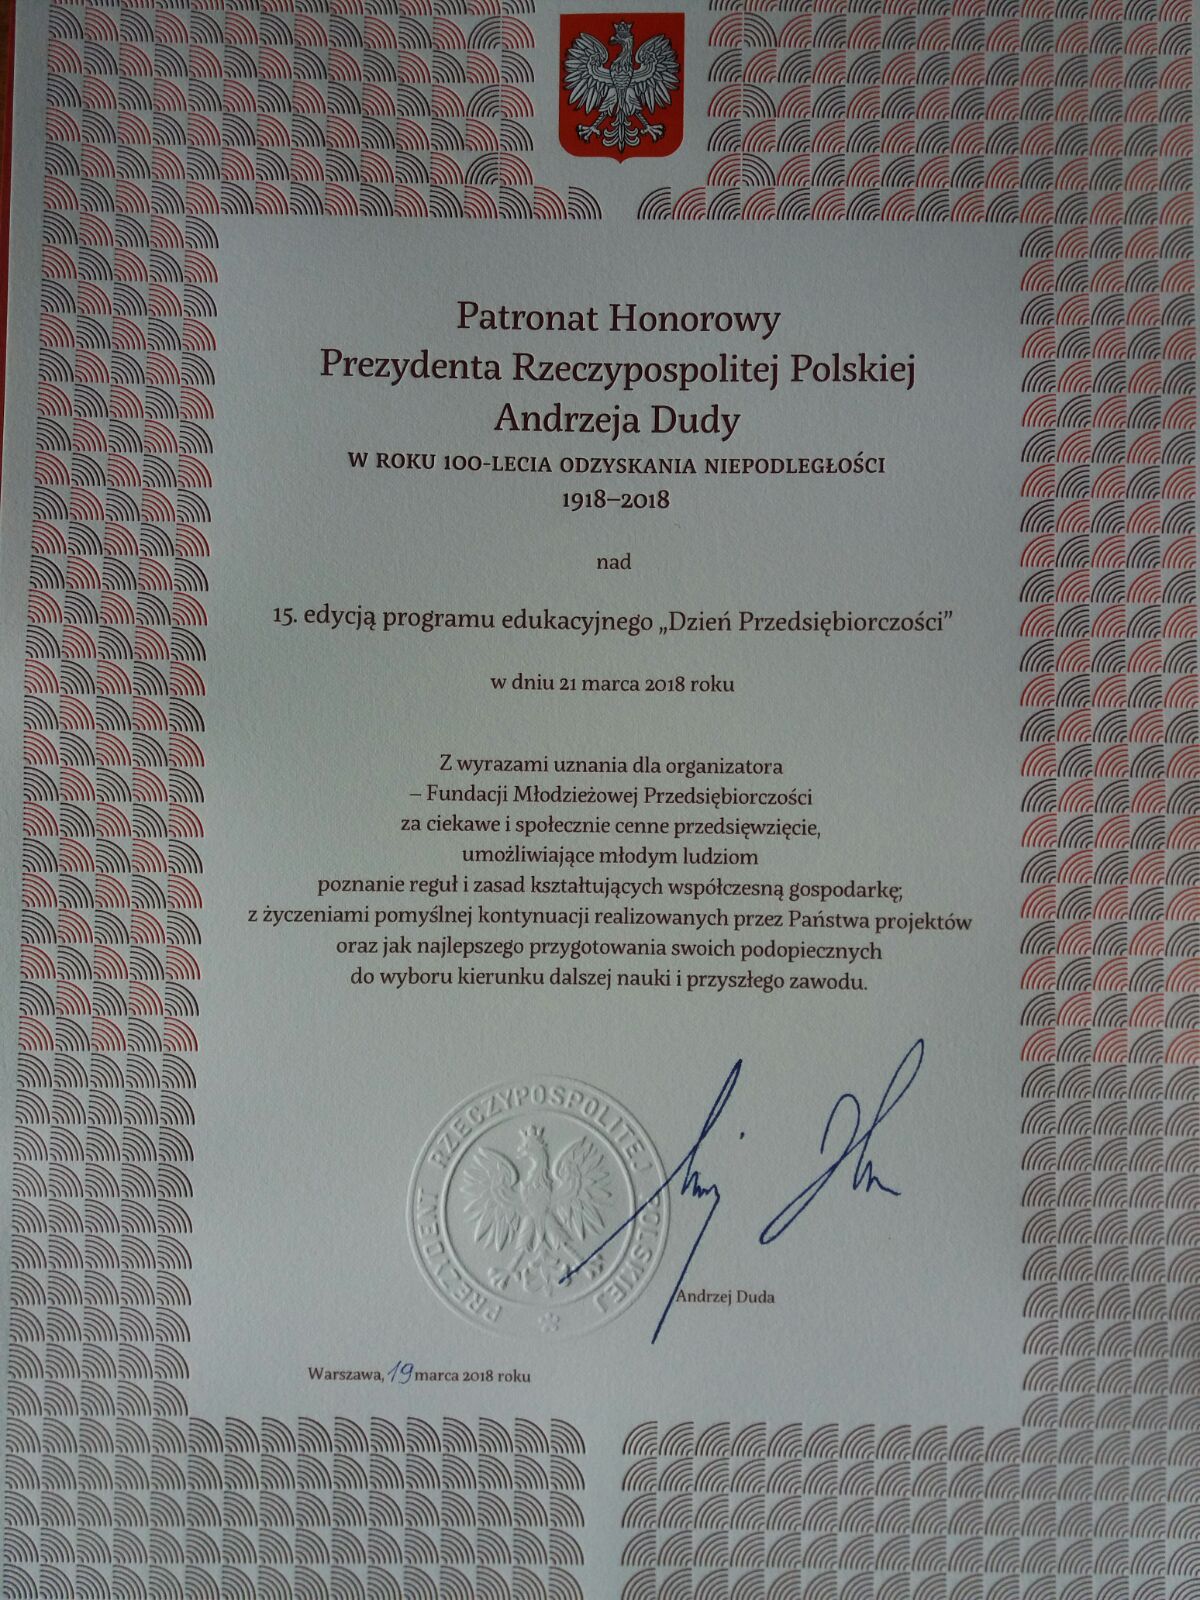 Patronat Honorowy
Prezydenta Rzeczypospolitej Polskiej
Andrzeja Dudy
W ROKU 100-LECIA ODZYSKANIA NIEPODLEGŁOŚCI
1918–2018
nad
15. edycją programu edukacyjnego „Dzień Przedsiębiorczości”
w dniu 21 marca 2018 roku
Z wyrazami uznania dla organizatora
– Fundacji Młodzieżowej Przedsiębiorczości
za ciekawe i społecznie cenne przedsięwzięcie,
umożliwiające młodym ludziom
poznanie reguł i zasad kształtujących współczesną gospodarkę;
z życzeniami pomyślnej kontynuacji realizowanych przez Państwa projektów
oraz jak najlepszego przygotowania swoich podopiecznych
do wyboru kierunku dalszej nauki i przyszłego zawodu.
PREZYDENT RZECZYPOSPOLITEJ POLSKIEJ
Andrzej Duda
Warszawa, 19 marca 2018 roku